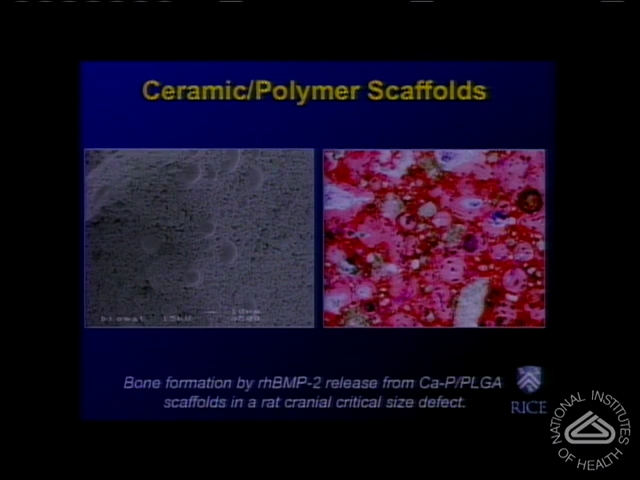 Ceramic/Polymer Scaffolds
Bone formation by rhBMP-2 release from Ca-P/PLGA
scaffolds in a rat cranial critical size defect.
RICE
NATIONAL INSTITUTES
OF HEALTH